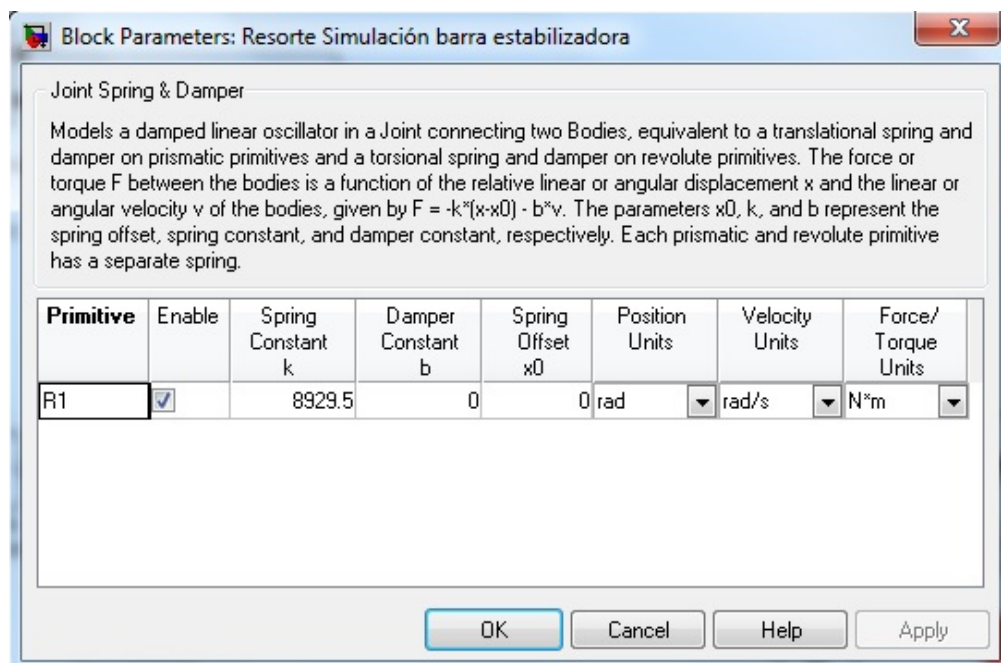 Block Parameters: Resorte Simulación barra estabilizadora
Joint Spring & Damper
Models a damped linear oscillator in a Joint connecting two Bodies, equivalent to a translational spring and
damper on prismatic primitives and a torsional spring and damper on revolute primitives. The force or
torque F between the bodies is a function of the relative linear or angular displacement x and the linear or
angular velocity v of the bodies, given by F = -k*(x-x0) - b*v. The parameters x0, k, and b represent the
spring offset, spring constant, and damper constant, respectively. Each prismatic and revolute primitive
has a separate spring.
Primitive Enable Spring Damper Spring Position Velocity Force/
Constant Constant Offset Units Units Torque
k b x0 Units
R1 8929.5 0 0 rad rad/s N*m
OK Cancel Help Apply